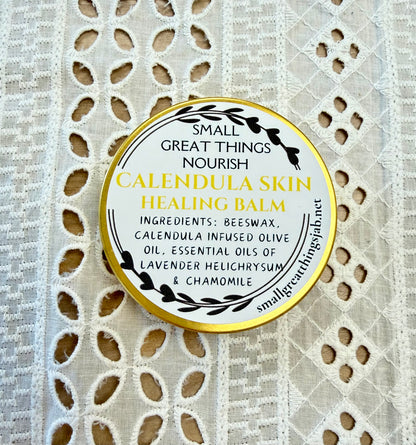 SMALL
GREAT THINGS
NOURISH
CALENDULA SKIN
HEALING BALM
INGREDIENTS: BEESWAX,
CALENDULA INFUSED OLIVE
OIL, ESSENTIAL OILS OF
LAVENDER HELICHRYSUM
& CHAMOMILE
smallgreatthingsjab.net